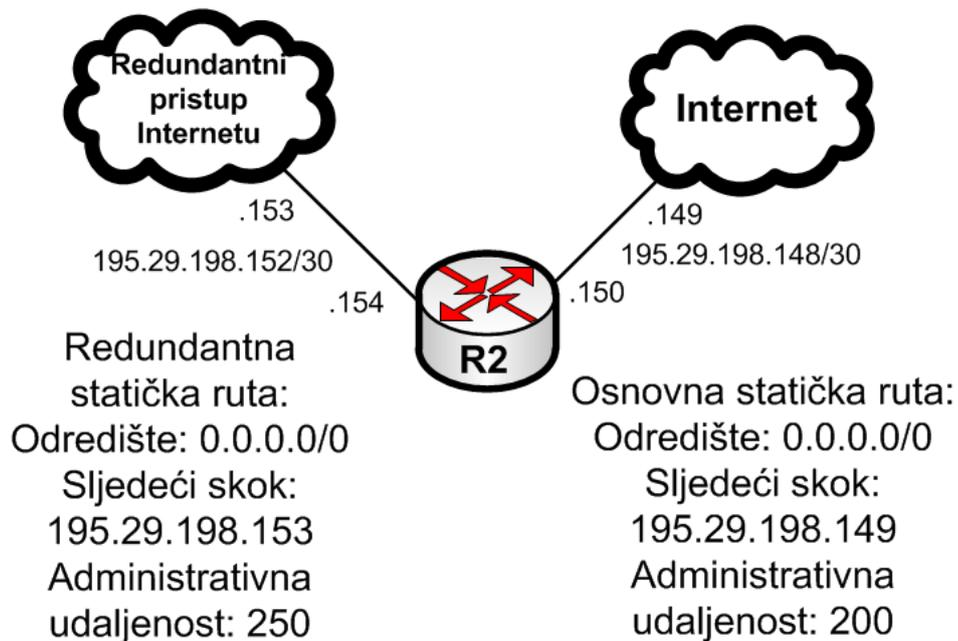 Redundantni
pristup
Internetu
Internet
.153
.149
195.29.198.152/30
195.29.198.148/30
.154
.150
R2
Redundantna
statička ruta:
Odredište: 0.0.0.0/0
Sljedeći skok:
195.29.198.153
Administrativna
udaljenost: 250
Osnovna statička ruta:
Odredište: 0.0.0.0/0
Sljedeći skok:
195.29.198.149
Administrativna
udaljenost: 200